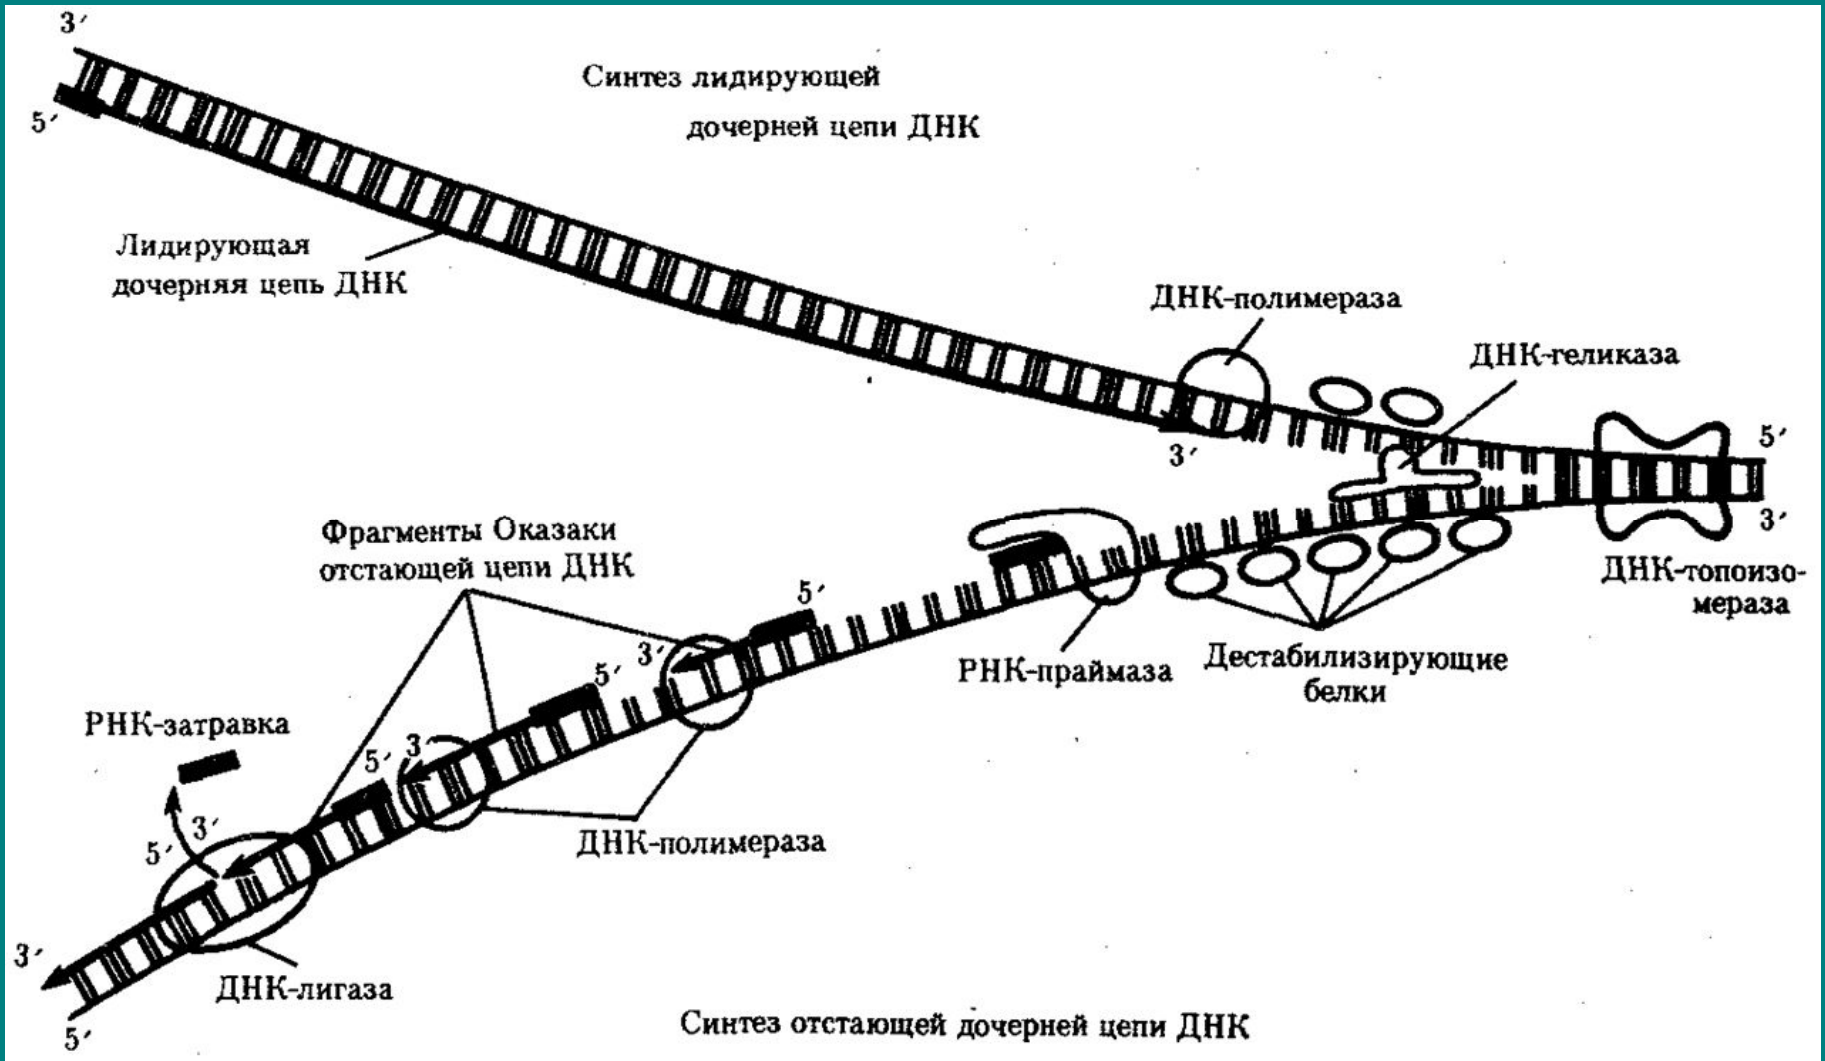 3′
Синтез лидирующей
дочерней цепи ДНК
5′
Лидирующая
дочерняя цепь ДНК
ДНК-полимераза
ДНК-геликаза
5′
3′
3′
ДНК-топоизо-
мераза
Фрагменты Оказаки
отстающей цепи ДНК
5′
3′
РНК-праймаза
Дестабилизирующие
белки
5′
РНК-затравка
5′
3′
3′
5′
ДНК-полимераза
3′
ДНК-лигаза
5′
Синтез отстающей дочерней цепи ДНК